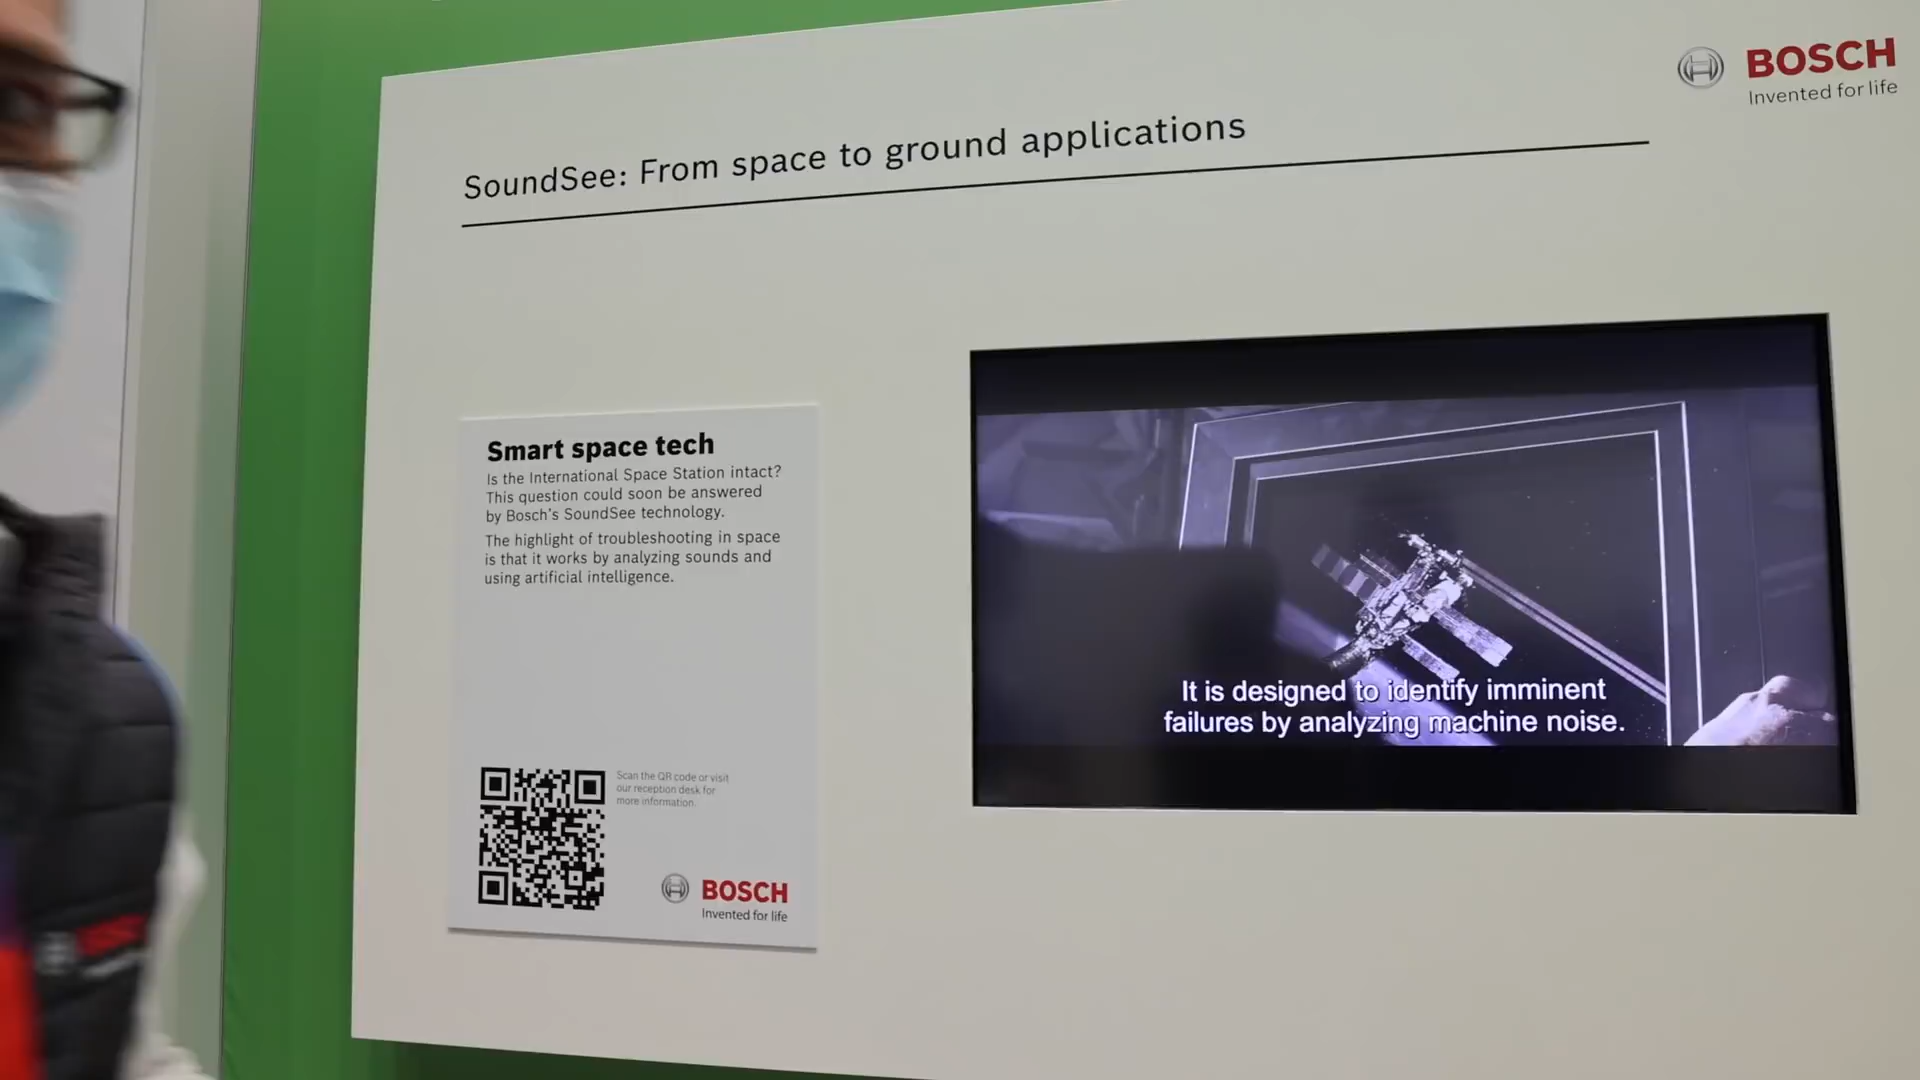 BOSCH
Invented for life
SoundSee: From space to ground applications
Smart space tech
Is the International Space Station intact?
This question could soon be answered
by Bosch's SoundSee technology.
The highlight of troubleshooting in space
is that it works by analyzing sounds and
using artificial intelligence.
Scan the QR code or visit
our reception desk for
more information.
BOSCH
Invented for life
It is designed to identify imminent
failures by analyzing machine noise.